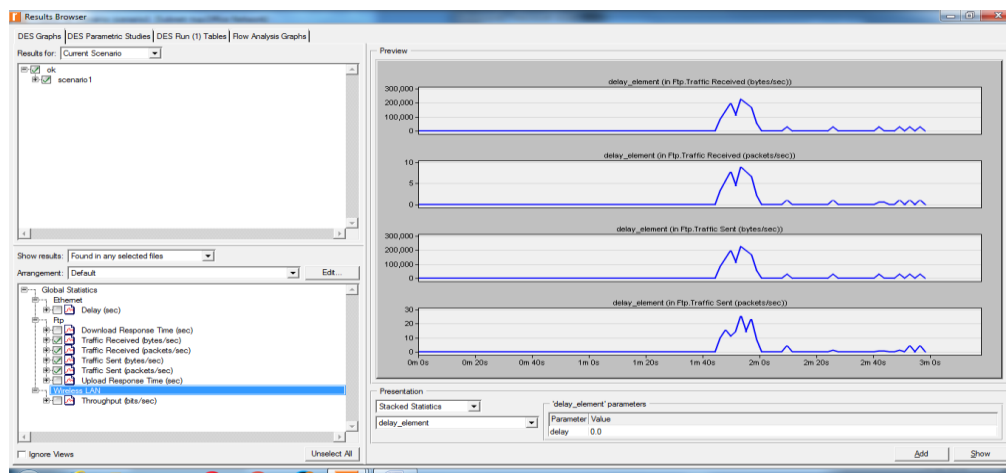 Results Browser
DES Graphs DES Parametric Studies DES Run (1) Tables Flow Analysis Graphs
Results for: Current Scenario
ok
scenario1
Show results: Found in any selected files
Arrangement: Default Edit...
Global Statistics
Ethernet
Delay (sec)
Ftp
Download Response Time (sec)
Traffic Received (bytes/sec)
Traffic Received (packets/sec)
Traffic Sent (bytes/sec)
Traffic Sent (packets/sec)
Upload Response Time (sec)
Wireless LAN
Throughput (bits/sec)
Ignore Views Unselect All
Preview
delay_element (in Ftp.Traffic Received (bytes/sec))
300,000
200,000
100,000
0
delay_element (in Ftp.Traffic Received (packets/sec))
10
5
0
delay_element (in Ftp.Traffic Sent (bytes/sec))
300,000
200,000
100,000
0
delay_element (in Ftp.Traffic Sent (packets/sec))
30
20
10
0
0m 0s 0m 20s 0m 40s 1m 0s 1m 20s 1m 40s 2m 0s 2m 20s 2m 40s 3m 0s
Presentation
Stacked Statistics
delay_element
'delay_element' parameters
Parameter Value
delay 0.0
Add Show